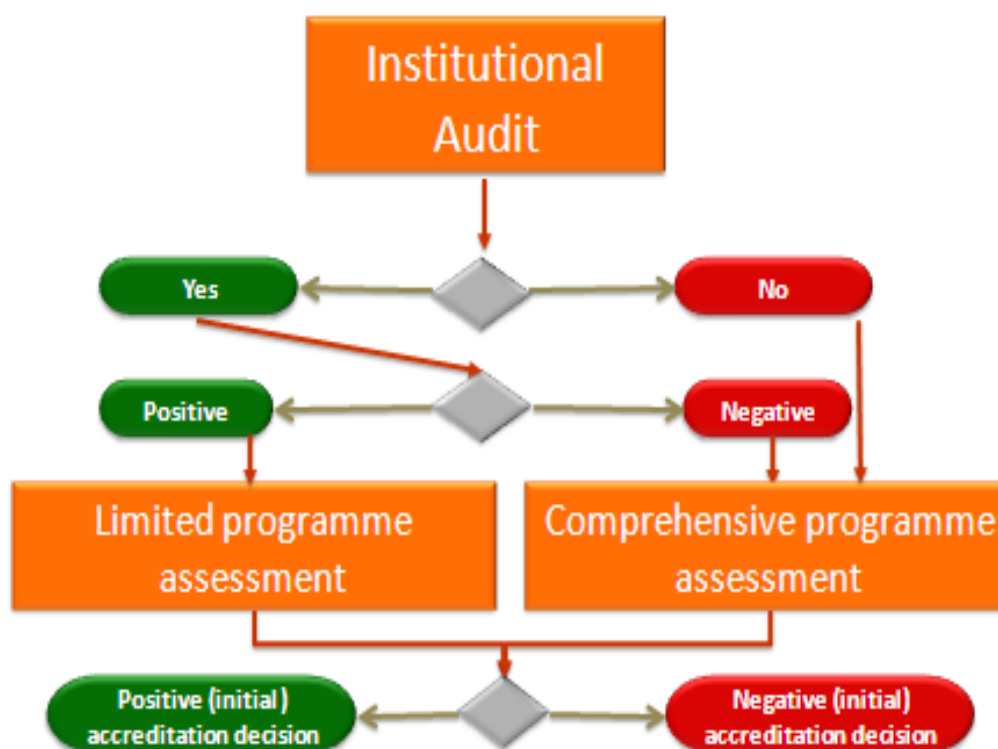 Institutional
Audit
Yes
No
Positive
Negative
Limited programme
assessment
Comprehensive programme
assessment
Positive (initial)
accreditation decision
Negative (initial)
accreditation decision